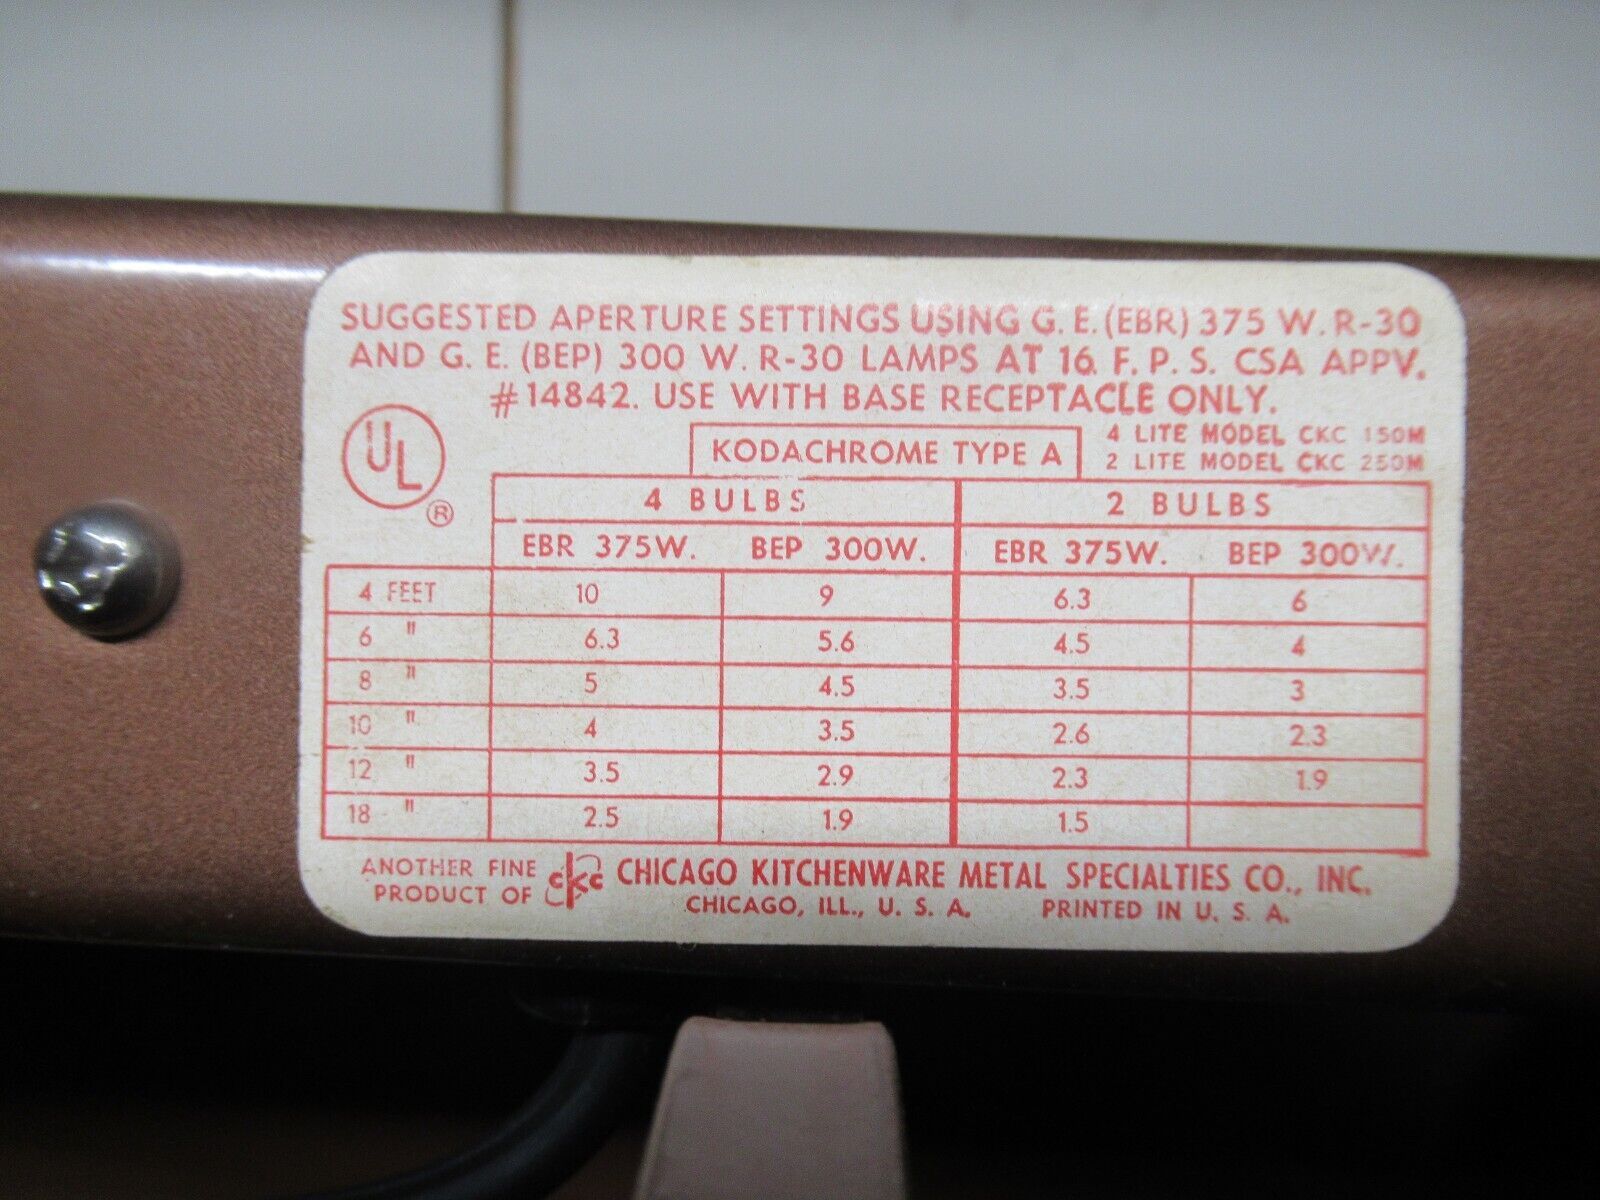 SUGGESTED APERTURE SETTINGS USING G. E. (EBR) 375 W. R-30
AND G. E. (BEP) 300 W. R-30 LAMPS AT 16 F. P. S. CSA APPV.
#14842. USE WITH BASE RECEPTACLE ONLY.
UL ®
KODACHROME TYPE A
4 LITE MODEL CKC 150M
2 LITE MODEL CKC 250M
4 BULBS 2 BULBS
EBR 375W. BEP 300W. EBR 375W. BEP 300W.
4 FEET 10 9 6.3 6
6 " 6.3 5.6 4.5 4
8 " 5 4.5 3.5 3
10 " 4 3.5 2.6 2.3
12 " 3.5 2.9 2.3 1.9
18 " 2.5 1.9 1.5
ANOTHER FINE
PRODUCT OF
ckc
CHICAGO KITCHENWARE METAL SPECIALTIES CO., INC.
CHICAGO, ILL., U. S. A. PRINTED IN U. S. A.